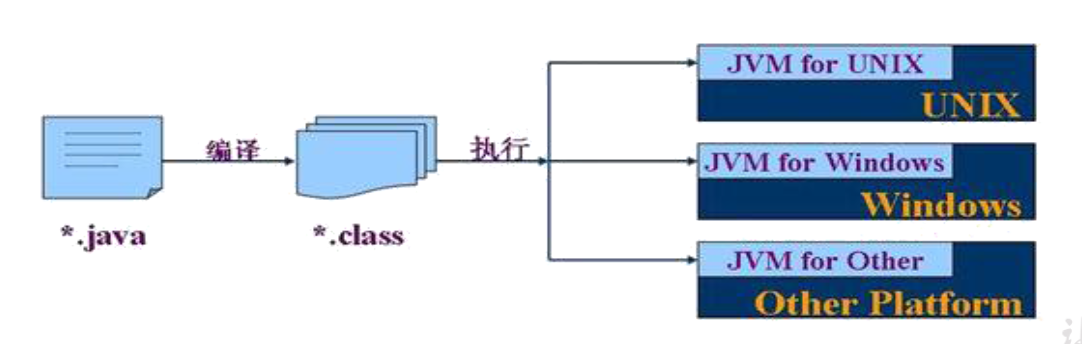 编译
*.java
*.class
执行
JVM for UNIX
UNIX
JVM for Windows
Windows
JVM for Other
Other Platform